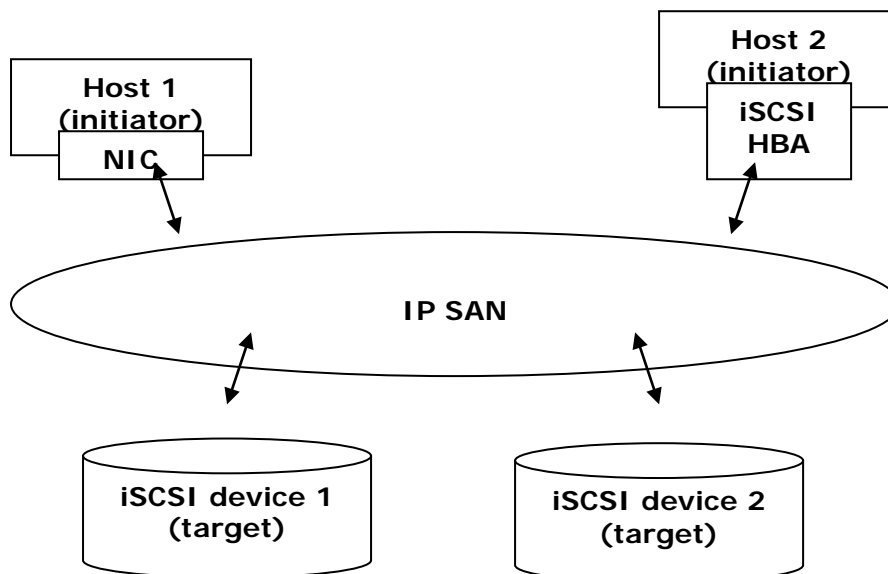 Host 1
(initiator)
NIC
Host 2
(initiator)
iSCSI
HBA
IP SAN
iSCSI device 1
(target)
iSCSI device 2
(target)